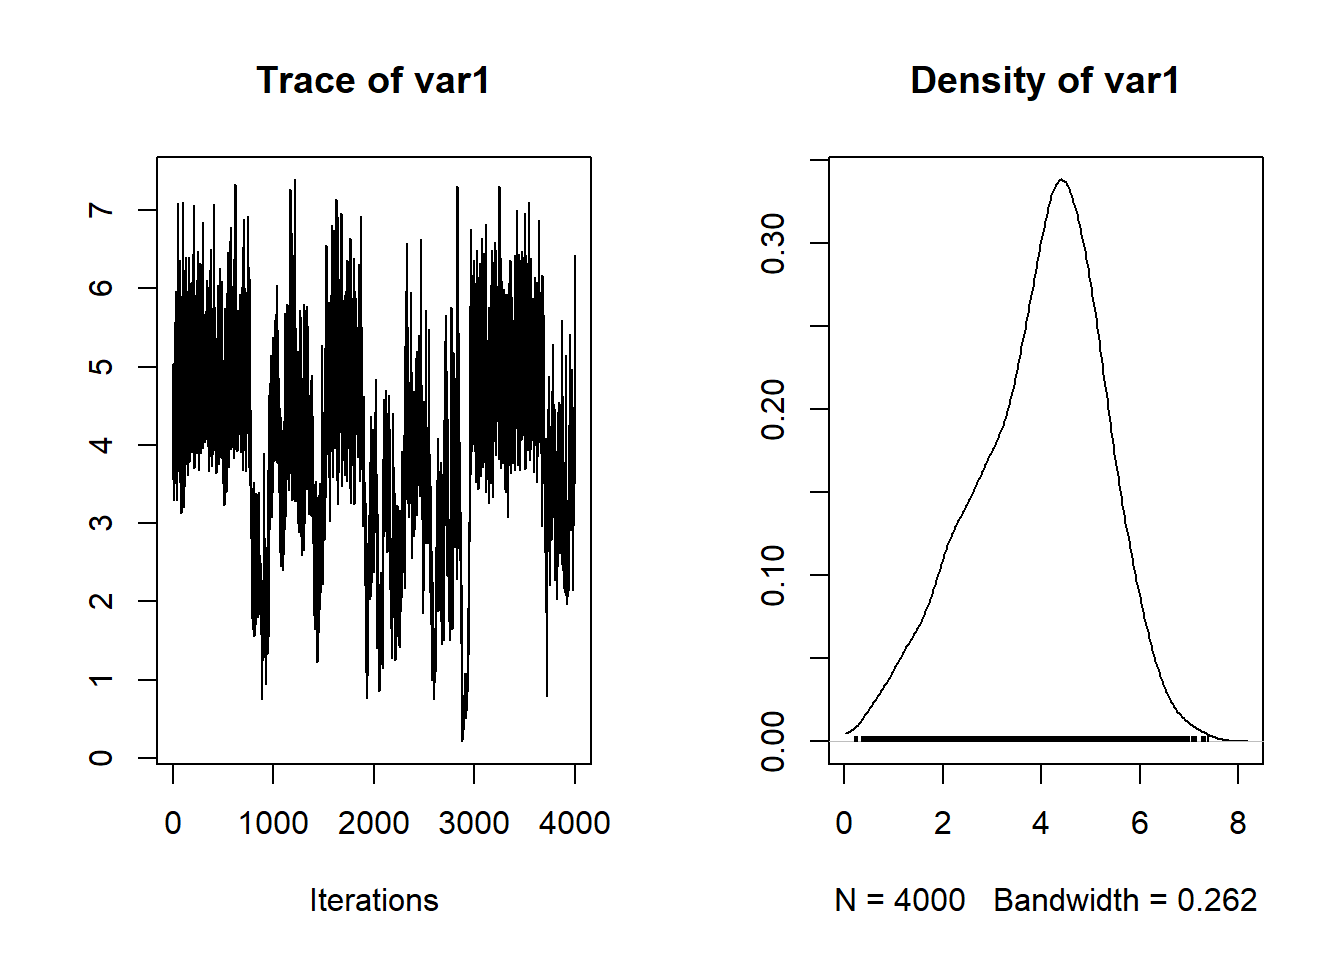 Trace of var1
7
6
5
4
3
2
1
0
0 1000 2000 3000 4000
Iterations
Density of var1
0.30
0.20
0.10
0.00
0 2 4 6 8
N = 4000 Bandwidth = 0.262